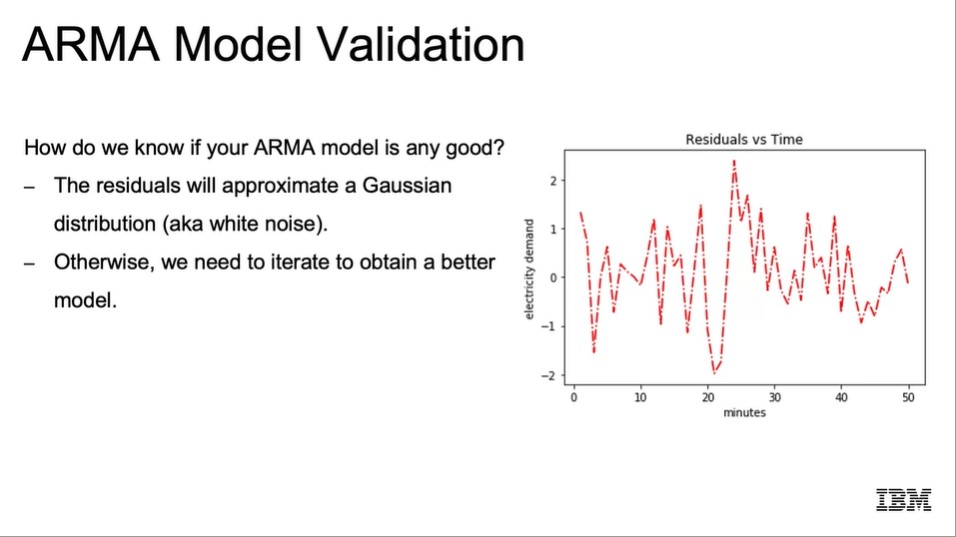 ARMA Model Validation
How do we know if your ARMA model is any good?
– The residuals will approximate a Gaussian
distribution (aka white noise).
– Otherwise, we need to iterate to obtain a better
model.
Residuals vs Time
electricity demand
2
1
0
−1
−2
0 10 20 30 40 50
minutes
IBM